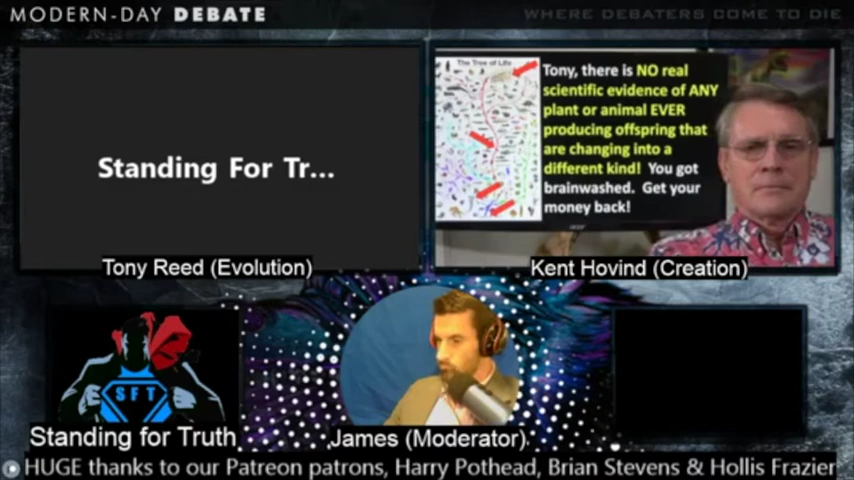 MODERN-DAY DEBATE
WHERE DEBATERS COME TO DIE
Standing For Tr...
The Tree of Life
Tony, there is NO real
scientific evidence of ANY
plant or animal EVER
producing offspring that
are changing into a
different kind! You got
brainwashed. Get your
money back!
acer
Tony Reed (Evolution)
Kent Hovind (Creation)
SFT
Standing for Truth
James (Moderator)
HUGE thanks to our Patreon patrons, Harry Pothead, Brian Stevens & Hollis Frazier